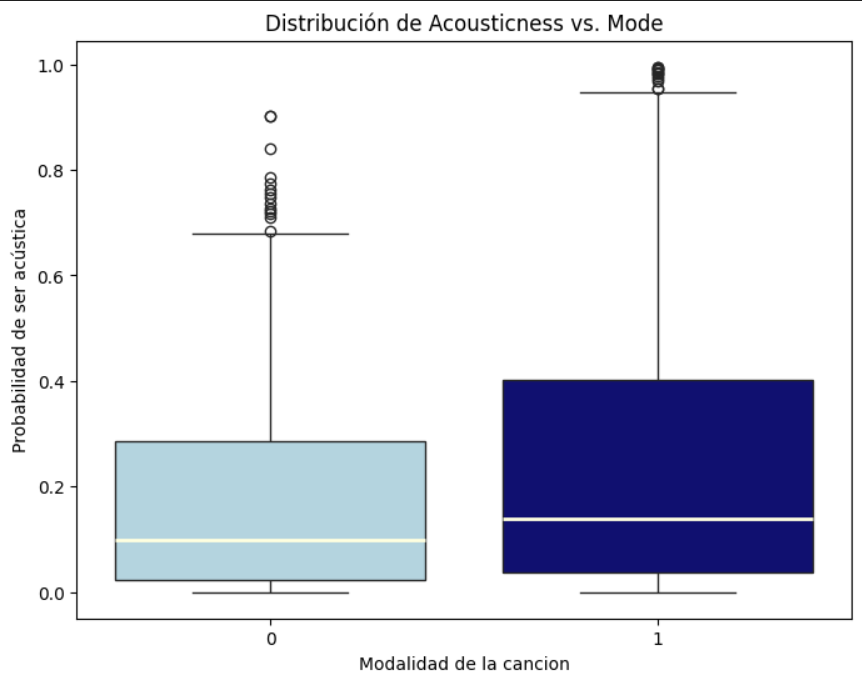 Distribución de Acousticness vs. Mode
Probabilidad de ser acústica
1.0
0.8
0.6
0.4
0.2
0.0
0
1
Modalidad de la cancion